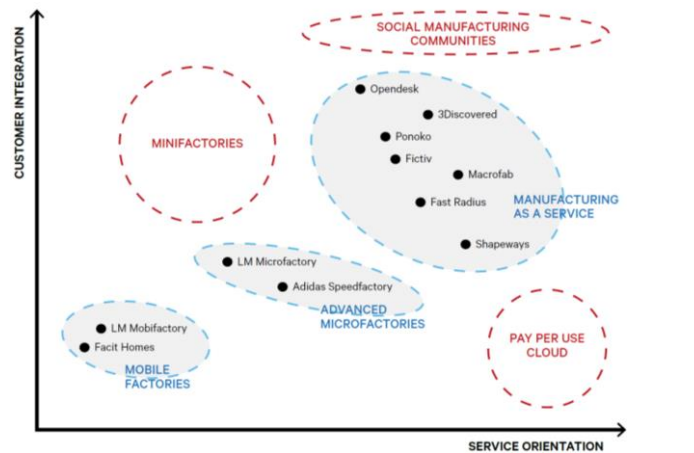 SOCIAL MANUFACTURING
COMMUNITIES
CUSTOMER INTEGRATION
Opendesk
3Discovered
MINIFACTORIES
Ponoko
Fictiv
Macrofab
Fast Radius
MANUFACTURING
AS A SERVICE
Shapeways
LM Microfactory
Adidas Speedfactory
ADVANCED
MICROFACTORIES
LM Mobifactory
Facit Homes
MOBILE
FACTORIES
PAY PER USE
CLOUD
SERVICE ORIENTATION